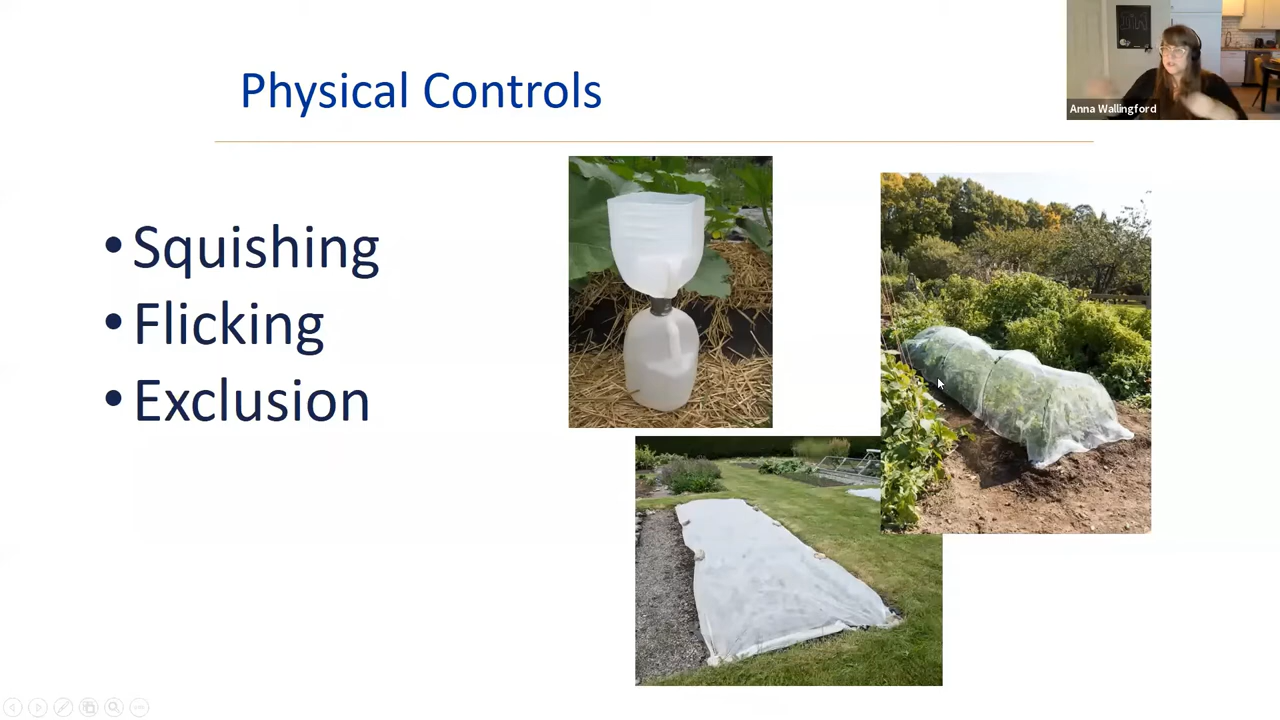 Physical Controls
Anna Wallingford
• Squishing
• Flicking
• Exclusion